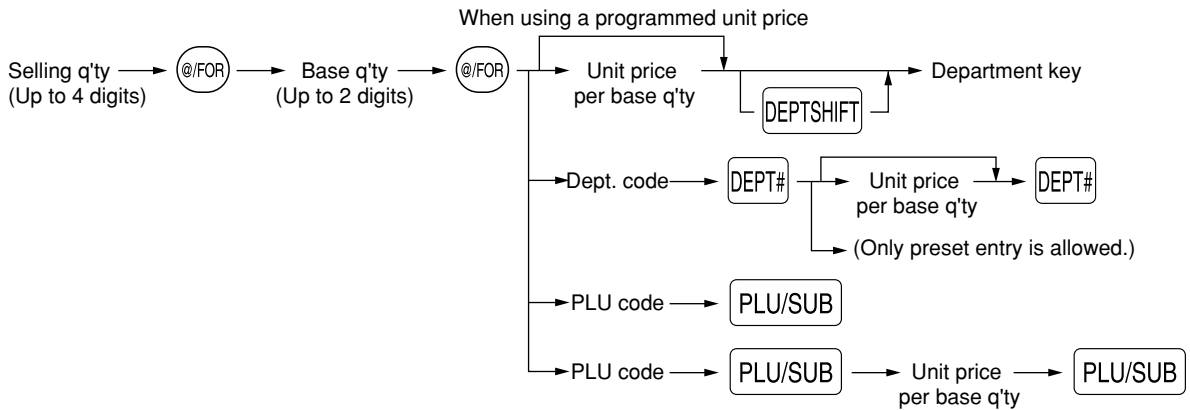 When using a programmed unit price
Selling q'ty
(Up to 4 digits)
@/FOR
Base q'ty
(Up to 2 digits)
@/FOR
Unit price
per base q'ty
DEPTSHIFT
Department key
Dept. code
DEPT#
Unit price
per base q'ty
DEPT#
(Only preset entry is allowed.)
PLU code
PLU/SUB
PLU code
PLU/SUB
Unit price
per base q'ty
PLU/SUB